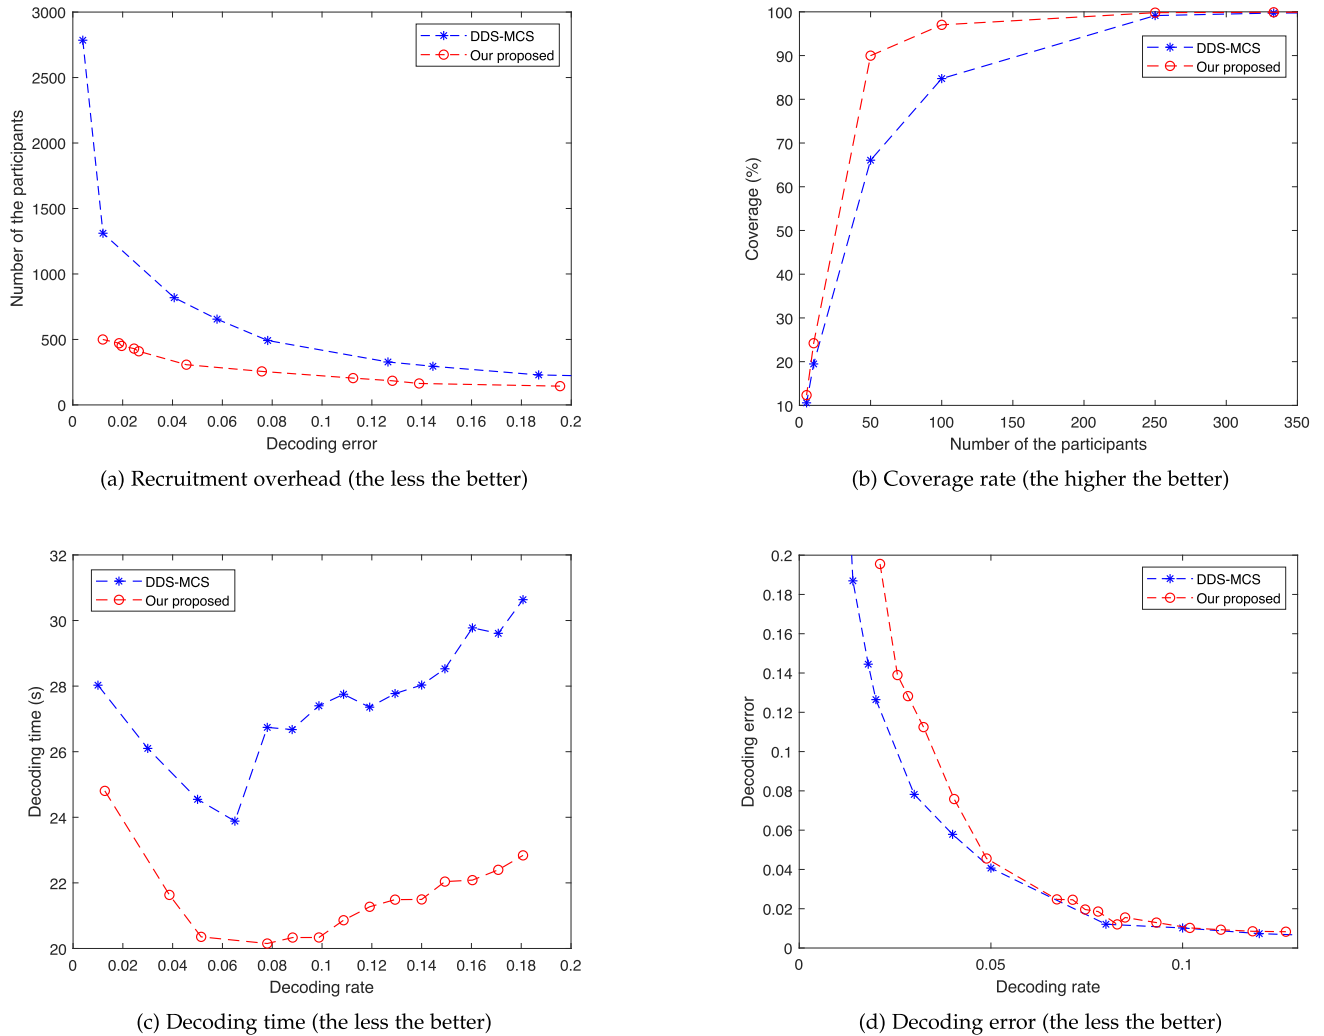 3000
2500
2000
1500
1000
500
0
Number of the participants
DDS-MCS
Our proposed
0 0.02 0.04 0.06 0.08 0.1 0.12 0.14 0.16 0.18 0.2
Decoding error
(a) Recruitment overhead (the less the better)
100
90
80
70
60
50
40
30
20
10
Coverage (%)
DDS-MCS
Our proposed
0 50 100 150 200 250 300 350
Number of the participants
(b) Coverage rate (the higher the better)
32
30
28
26
24
22
20
Decoding time (s)
DDS-MCS
Our proposed
0 0.02 0.04 0.06 0.08 0.1 0.12 0.14 0.16 0.18 0.2
Decoding rate
(c) Decoding time (the less the better)
0.2
0.18
0.16
0.14
0.12
0.1
0.08
0.06
0.04
0.02
0
Decoding error
DDS-MCS
Our proposed
0 0.05 0.1
Decoding rate
(d) Decoding error (the less the better)